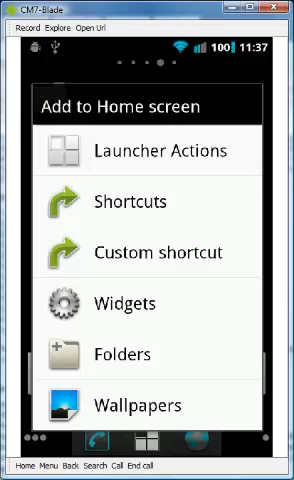 CM7-Blade
Record Explore Open Url
100 11:37
Add to Home screen
Launcher Actions
Shortcuts
Custom shortcut
Widgets
Folders
Wallpapers
Home Menu Back Search Call End call